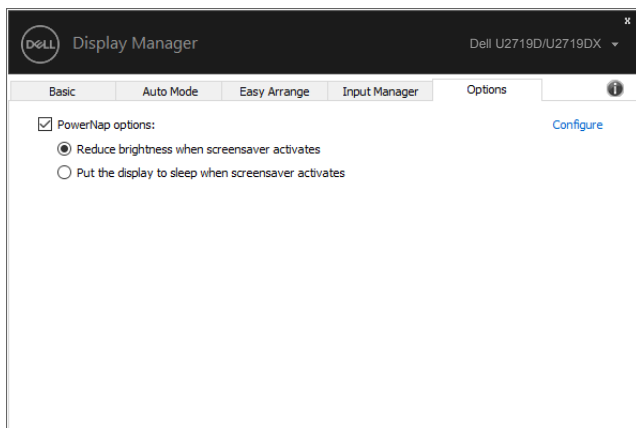 x
DELL Display Manager Dell U2719D/U2719DX
Basic Auto Mode Easy Arrange Input Manager Options i
PowerNap options: Configure
Reduce brightness when screensaver activates
Put the display to sleep when screensaver activates